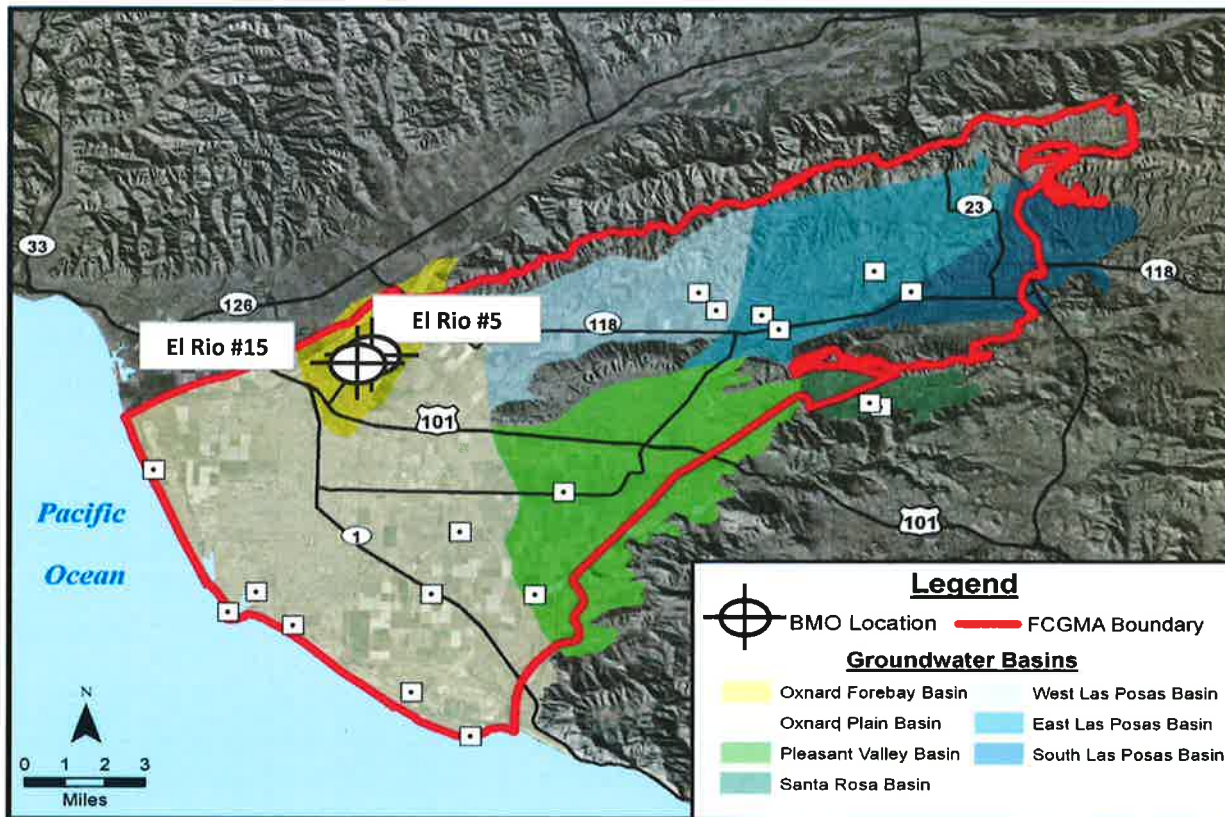 33
126
El Rio #15
El Rio #5
118
23
118
101
101
1
Pacific
Ocean
N
0 1 2 3
Miles
Legend
BMO Location
FCGMA Boundary
Groundwater Basins
Oxnard Forebay Basin
West Las Posas Basin
Oxnard Plain Basin
East Las Posas Basin
Pleasant Valley Basin
South Las Posas Basin
Santa Rosa Basin